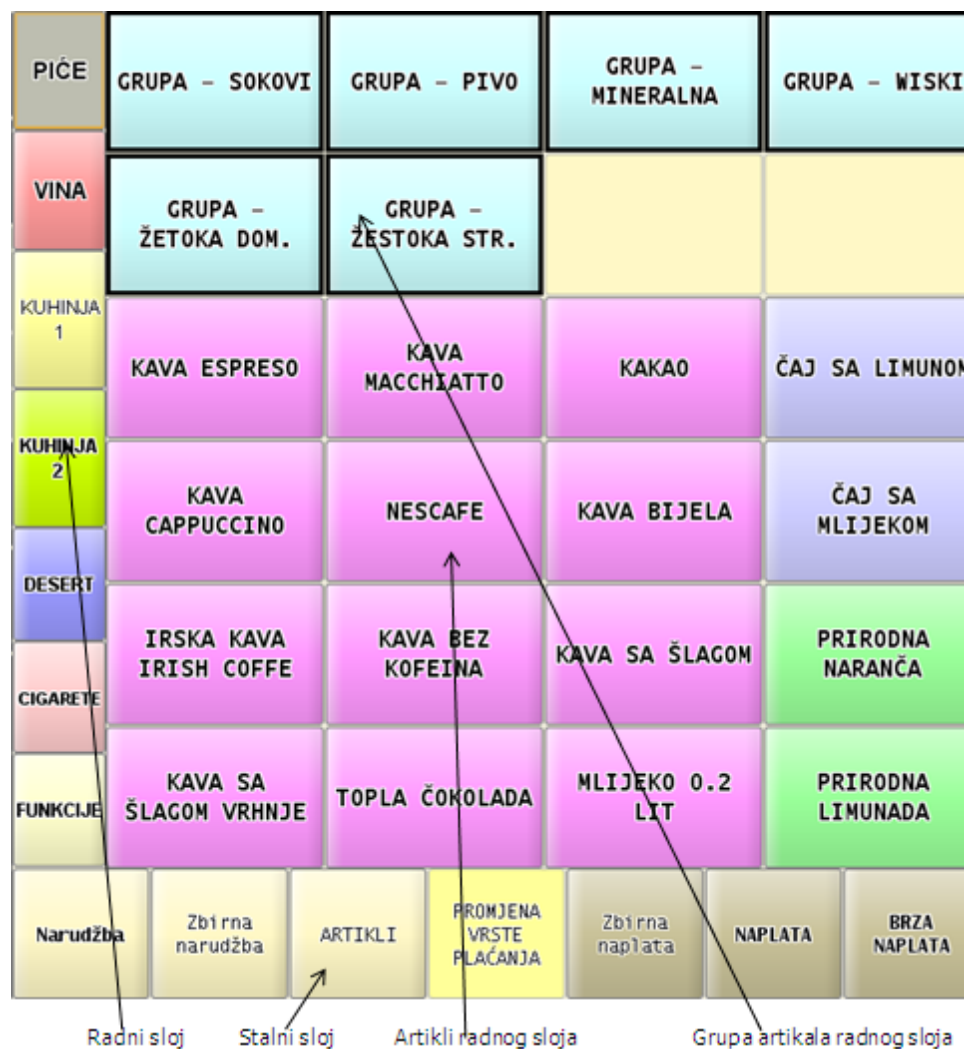 PIĆE
GRUPA - SOKOVI
GRUPA - PIVO
GRUPA -
MINERALNA
GRUPA - WISKI
VINA
GRUPA -
ŽETOKA DOM.
GRUPA -
ŽESTOKA STR.
KUHINJA
1
KAVA ESPRESO
KAVA
MACCHIATTO
KAKAO
ČAJ SA LIMUNOM
KUHINJA
2
KAVA
CAPPUCCINO
NESCAFE
KAVA BIJELA
ČAJ SA
MLIJEKOM
DESERT
IRSKA KAVA
IRISH COFFE
KAVA BEZ
KOFEINA
KAVA SA ŠLAGOM
PRIRODNA
NARANČA
CIGARETE
FUNKCIJE
KAVA SA
ŠLAGOM VRHNJE
TOPLA ČOKOLADA
MLIJEKO 0.2
LIT
PRIRODNA
LIMUNADA
Narudžba
Zbirna
narudžba
ARTIKLI
PROMJENA
VRSTE
PLAĆANJA
Zbirna
naplata
NAPLATA
BRZA
NAPLATA
Radni sloj
Stalni sloj
Artikli radnog sloja
Grupa artikala radnog sloja